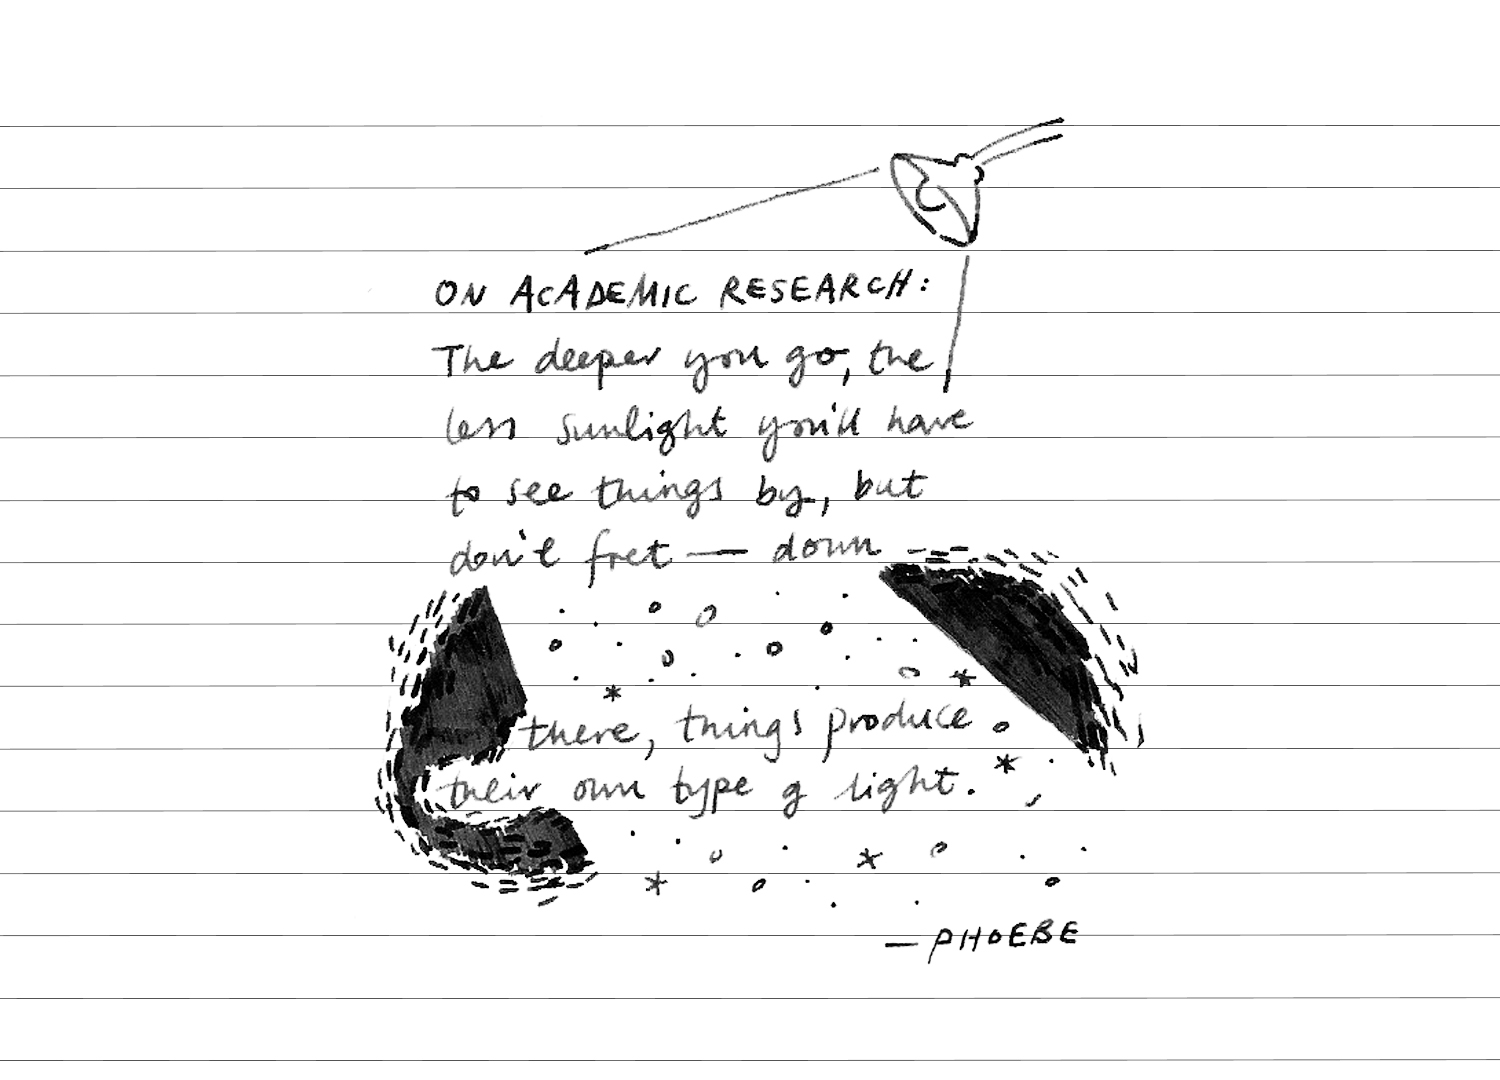 ON ACADEMIC RESEARCH:
The deeper you go, the
less sunlight you'll have
to see things by, but
don't fret — down
there, things produce
their own type of light.
— PHOEBE